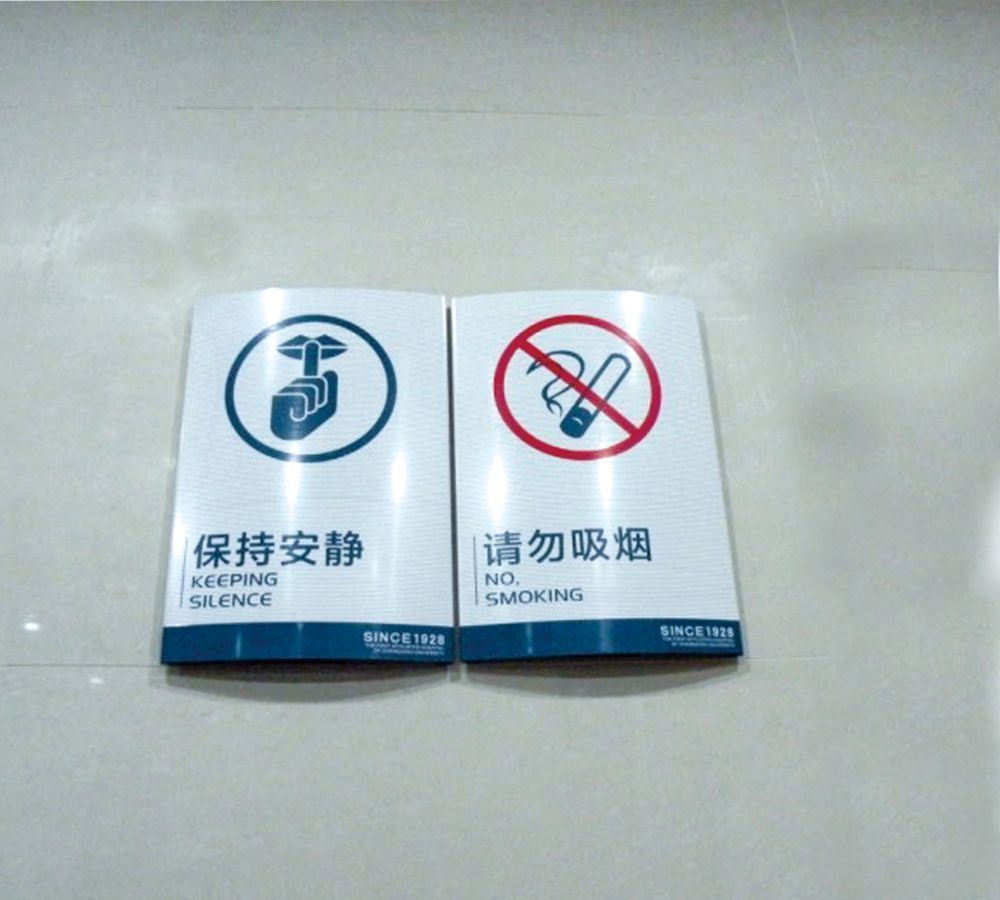 保持安静
KEEPING
SILENCE
SINCE1928
请勿吸烟
NO,
SMOKING
SINCE1928